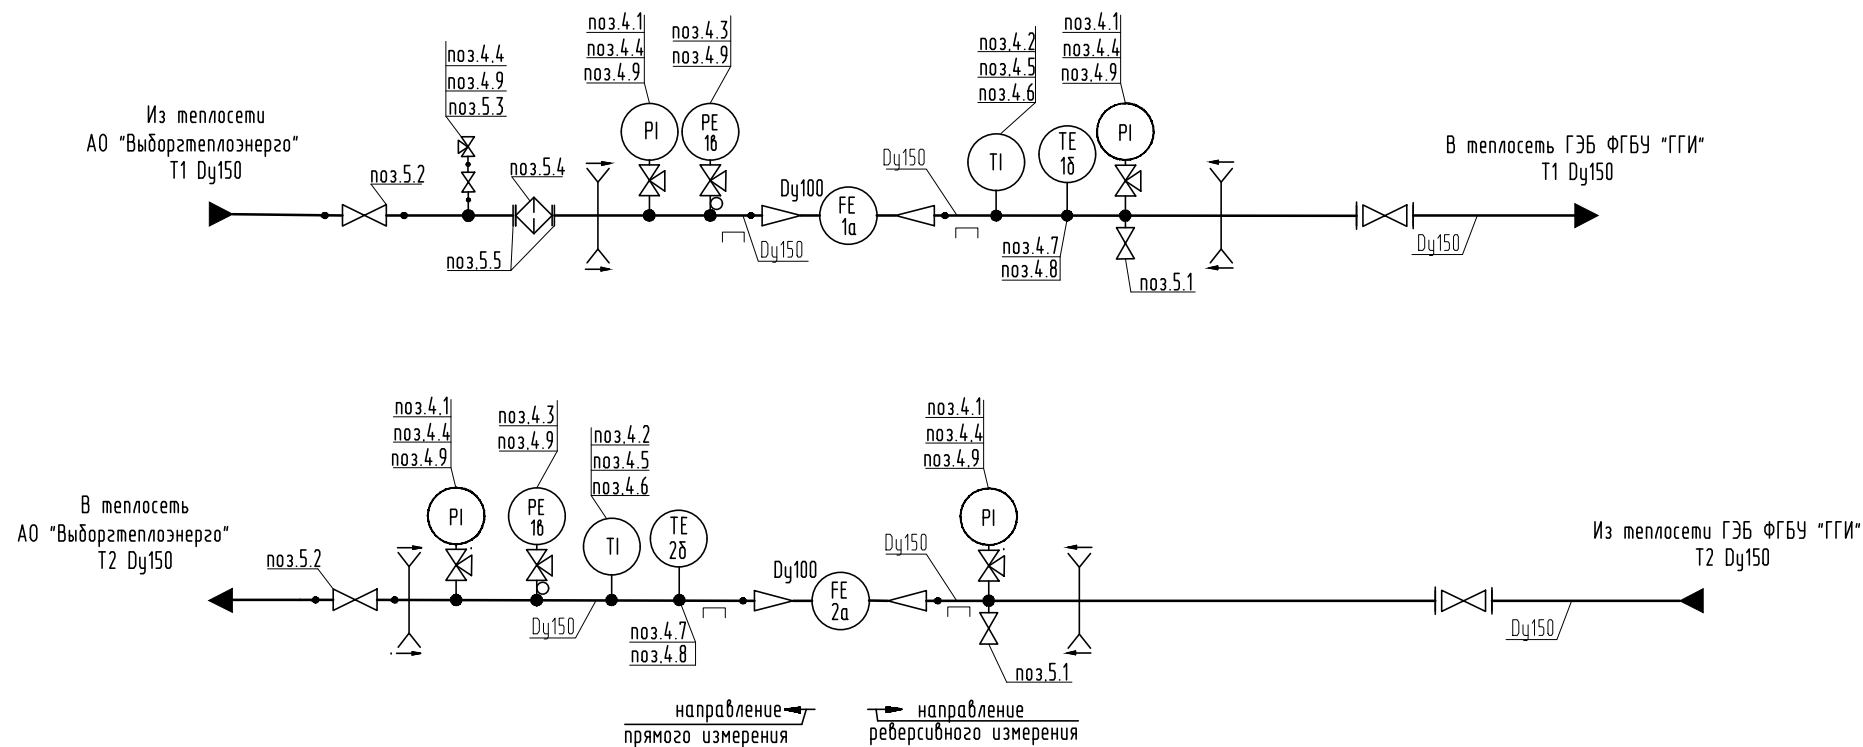 Из теплосети
АО "Выборгтеплоэнерго"
Т1 Dy150
поз.5.2
поз.4.4
поз.4.9
поз.5.3
поз.5.4
поз.5.5
поз.4.1
поз.4.4
поз.4.9
PI
поз.4.3
поз.4.9
PE
1в
Dy150
Dy100
FE
1а
Dy150
поз.4.2
поз.4.5
поз.4.6
TI
TE
1б
поз.4.7
поз.4.8
поз.4.1
поз.4.4
поз.4.9
PI
поз.5.1
В теплосеть ГЭБ ФГБУ "ГГИ"
Т1 Dy150
Dy150
В теплосеть
АО "Выборгтеплоэнерго"
Т2 Dy150
поз.5.2
поз.4.1
поз.4.4
поз.4.9
PI
поз.4.3
поз.4.9
PE
1в
Dy150
поз.4.2
поз.4.5
поз.4.6
TI
TE
2б
поз.4.7
поз.4.8
Dy100
FE
2а
Dy150
поз.4.1
поз.4.4
поз.4.9
PI
поз.5.1
Из теплосети ГЭБ ФГБУ "ГГИ"
Т2 Dy150
Dy150
направление
прямого измерения
направление
реверсивного измерения